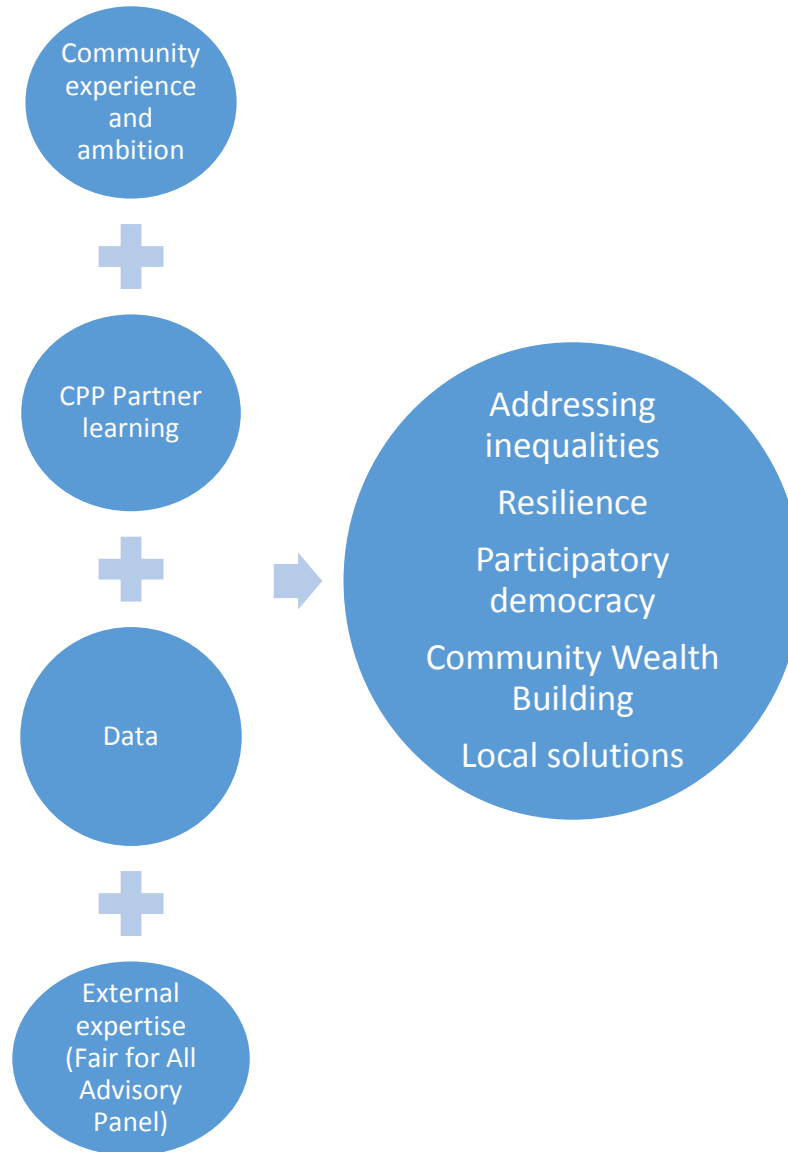 Community
experience
and
ambition
CPP Partner
learning
Data
External
expertise
(Fair for All
Advisory
Panel)
Addressing
inequalities
Resilience
Participatory
democracy
Community Wealth
Building
Local solutions